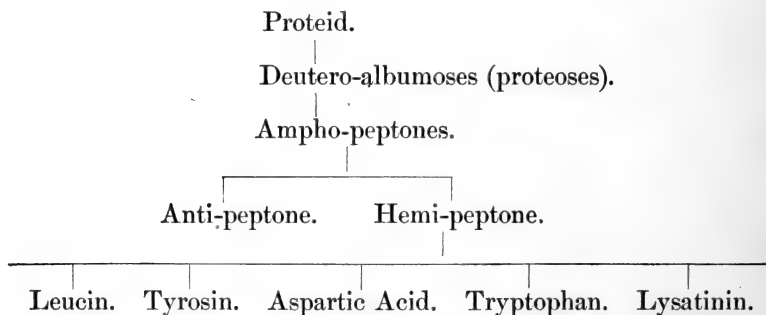 Proteid.
Deutero-albumoses (proteoses).
Ampho-peptones.
Anti-peptone. Hemi-peptone.
Leucin. Tyrosin. Aspartic Acid. Tryptophan. Lysatinin.